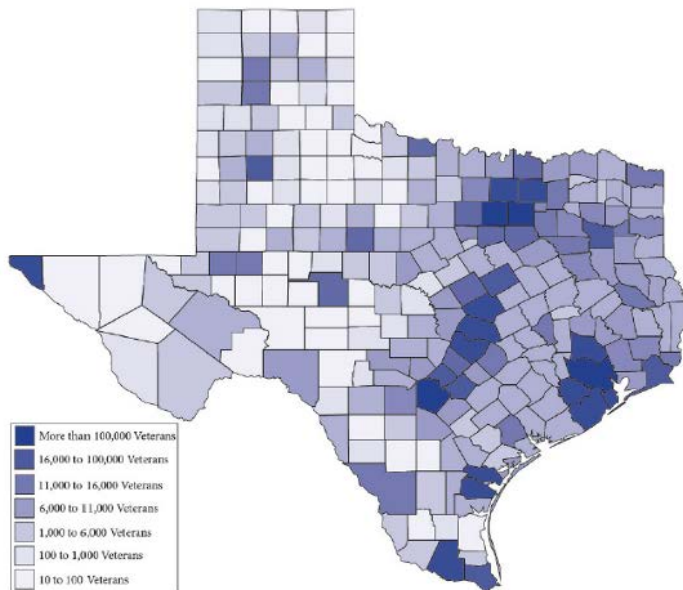 More than 100,000 Veterans
16,000 to 100,000 Veterans
11,000 to 16,000 Veterans
6,000 to 11,000 Veterans
1,000 to 6,000 Veterans
100 to 1,000 Veterans
10 to 100 Veterans